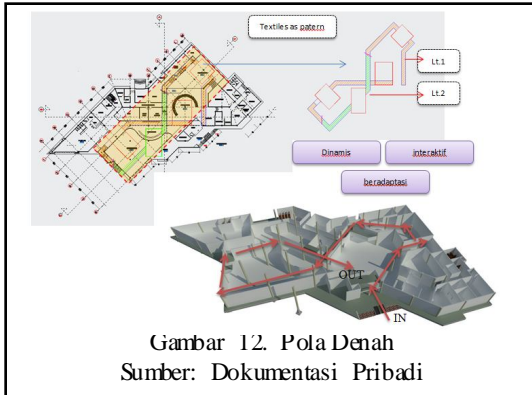 Textiles as patern
Lt.1
Lt.2
Dinamis
interaktif
beradaptasi
OUT
IN
Gambar 12. Pola Denah
Sumber: Dokumentasi Pribadi